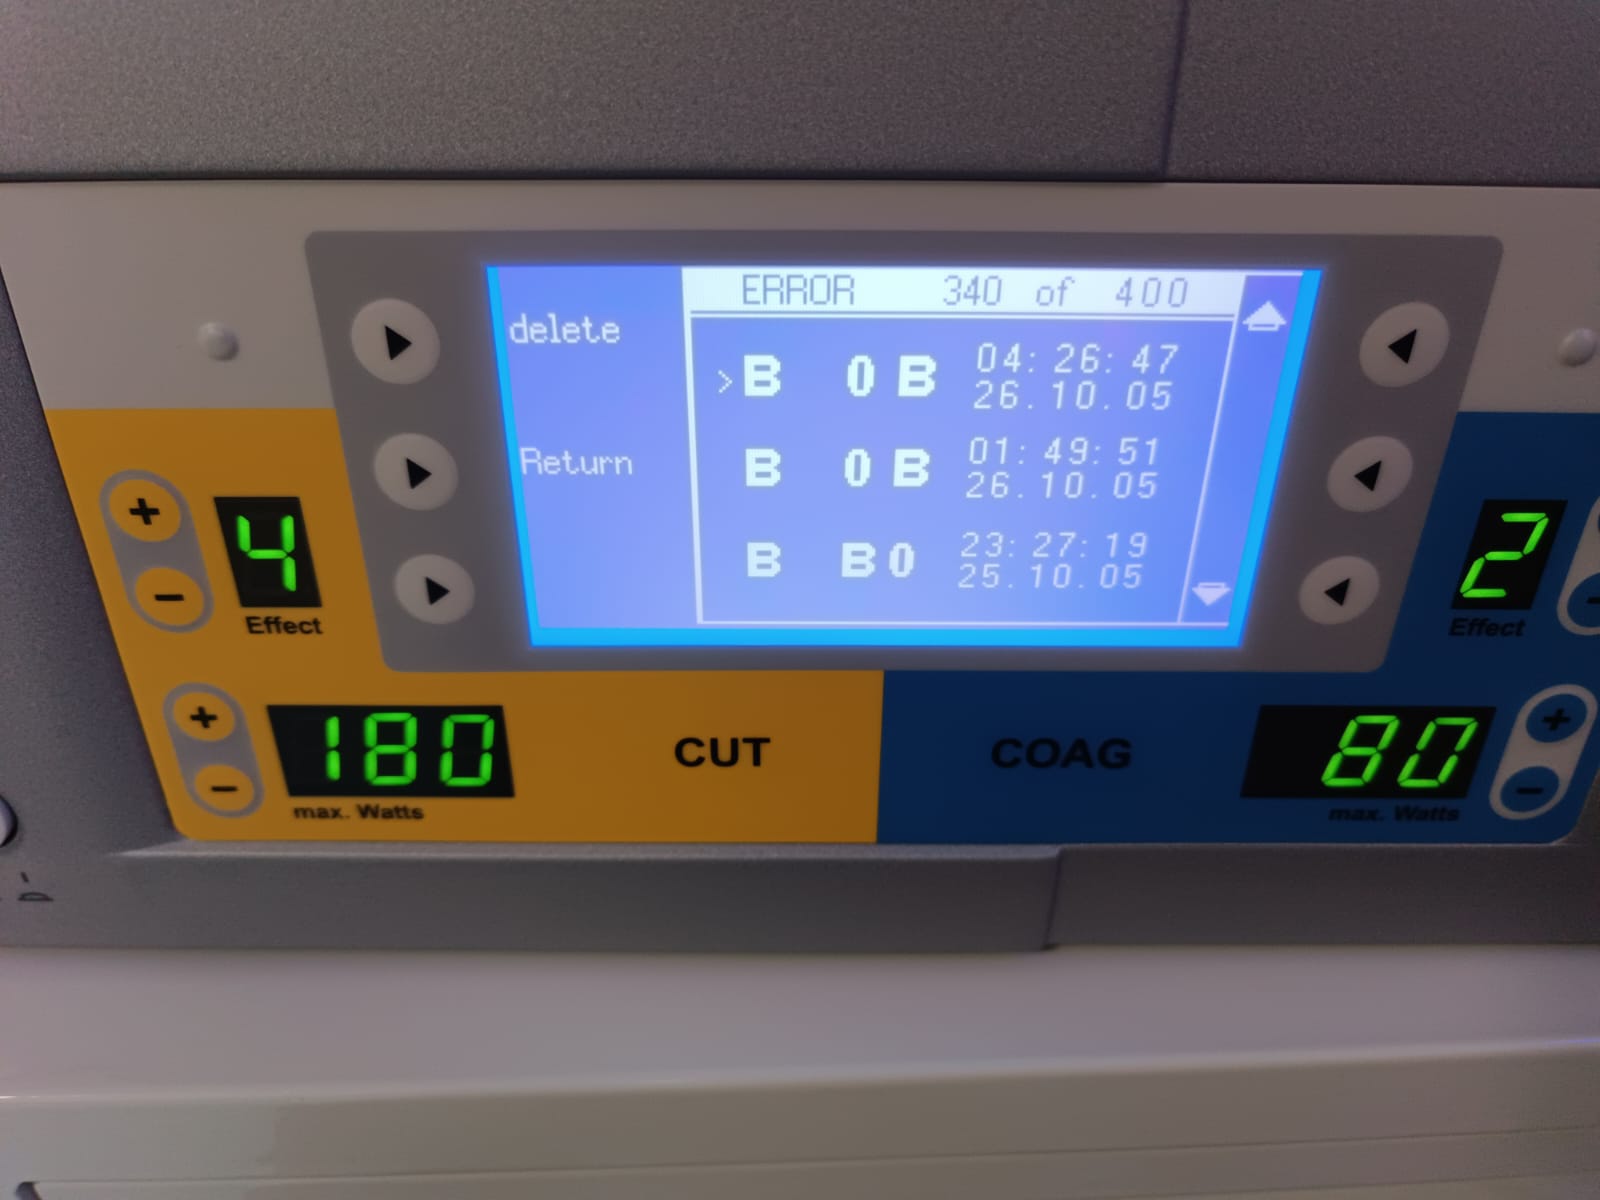 ERROR 340 of 400
delete
>B 0 B 04:26:47
26.10.05
B 0 B 01:49:51
26.10.05
Return
B B 0 23:27:19
25.10.05
+
-
4
Effect
2
Effect
-
+
-
180
max. Watts
CUT
COAG
80
max. Watts
+
-